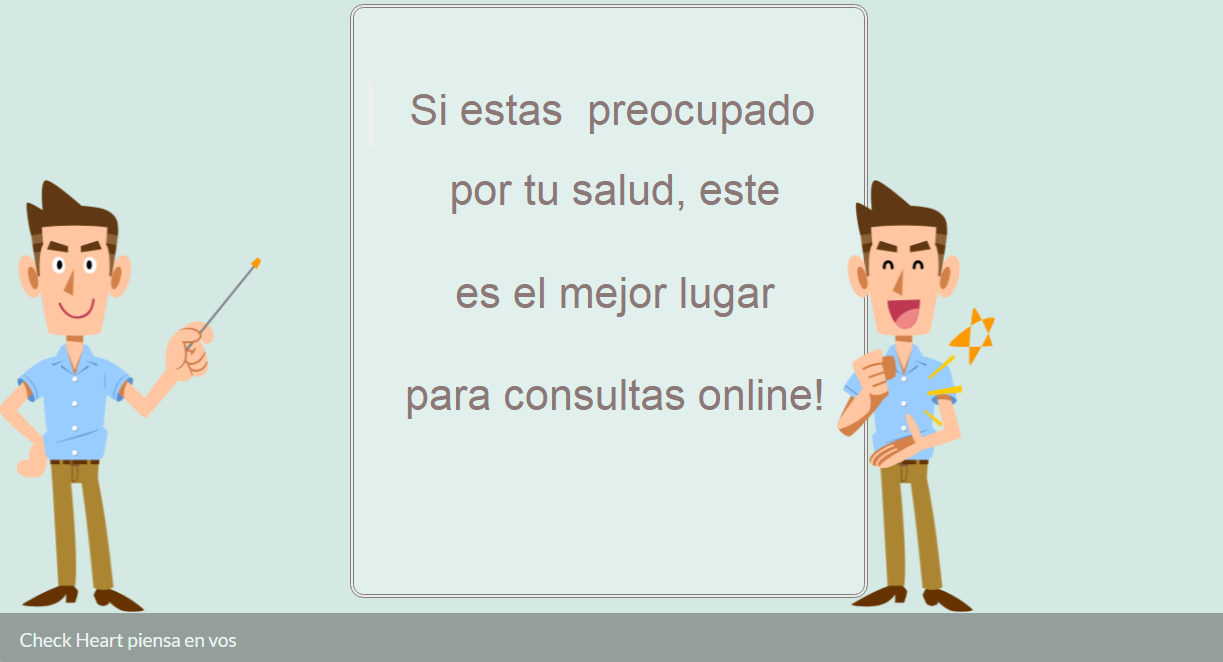 Si estas preocupado
por tu salud, este
es el mejor lugar
para consultas online!
Check Heart piensa en vos